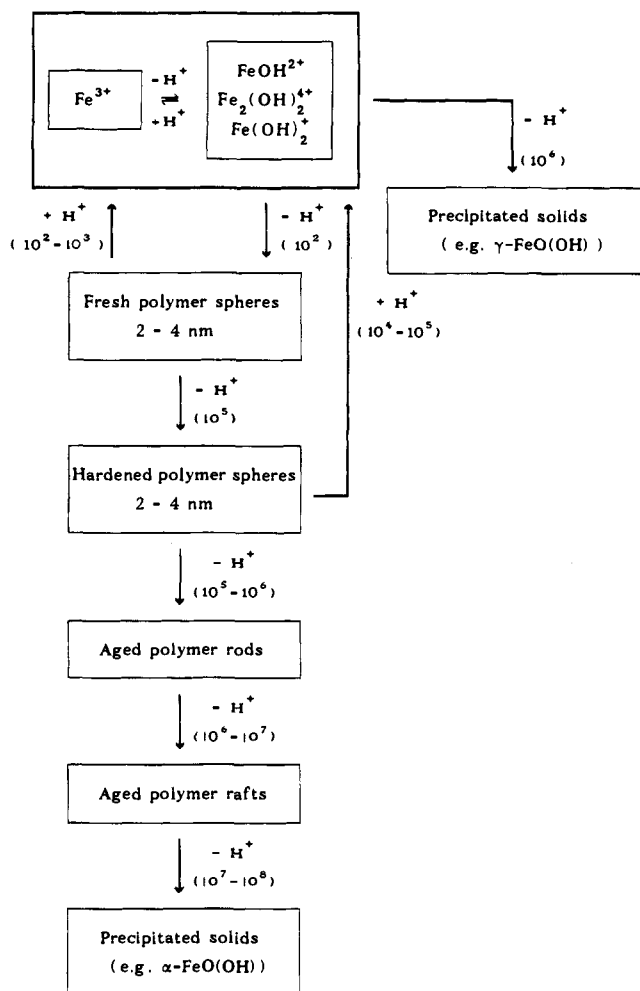 Fe³⁺
- H⁺
⇌
+H⁺
FeOH²⁺
Fe₂(OH)₂⁴⁺
Fe(OH)₂⁺
- H⁺
(10⁶)
Precipitated solids
( e.g. γ-FeO(OH) )
+ H⁺
(10²-10³)
- H⁺
(10²)
+ H⁺
(10⁴-10⁵)
Fresh polymer spheres
2 - 4 nm
- H⁺
(10⁵)
Hardened polymer spheres
2 - 4 nm
- H⁺
(10⁵-10⁶)
Aged polymer rods
- H⁺
(10⁶-10⁷)
Aged polymer rafts
- H⁺
(10⁷-10⁸)
Precipitated solids
(e.g. α-FeO(OH))